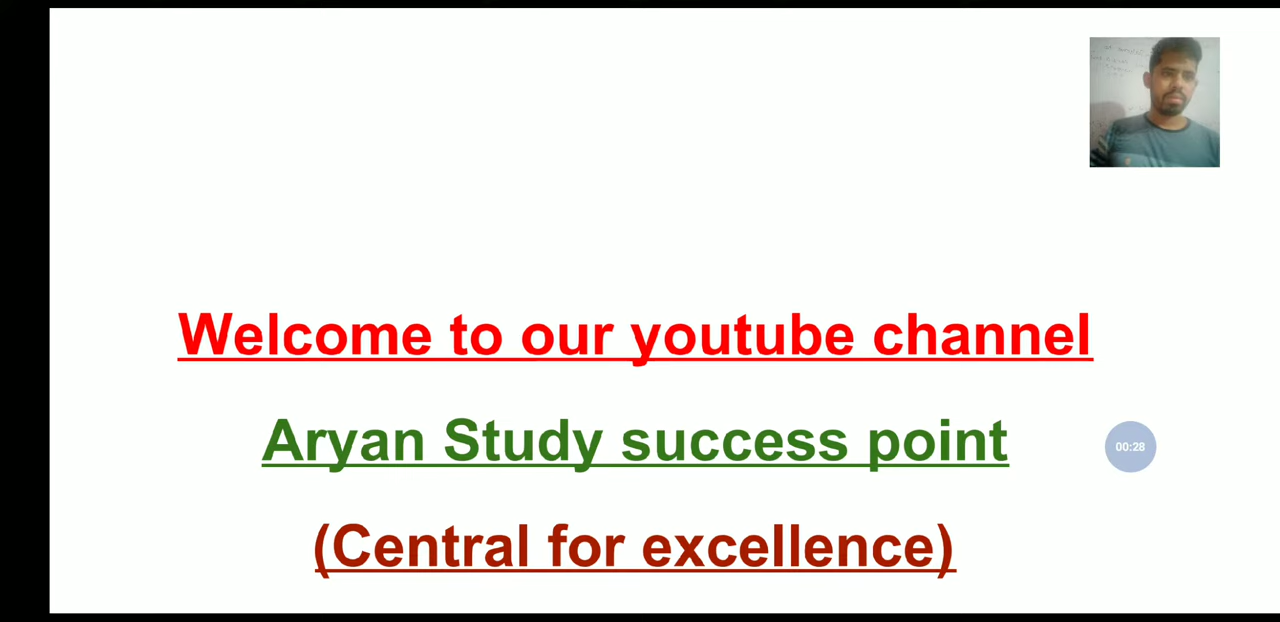 Welcome to our youtube channel
Aryan Study success point
00:28
(Central for excellence)